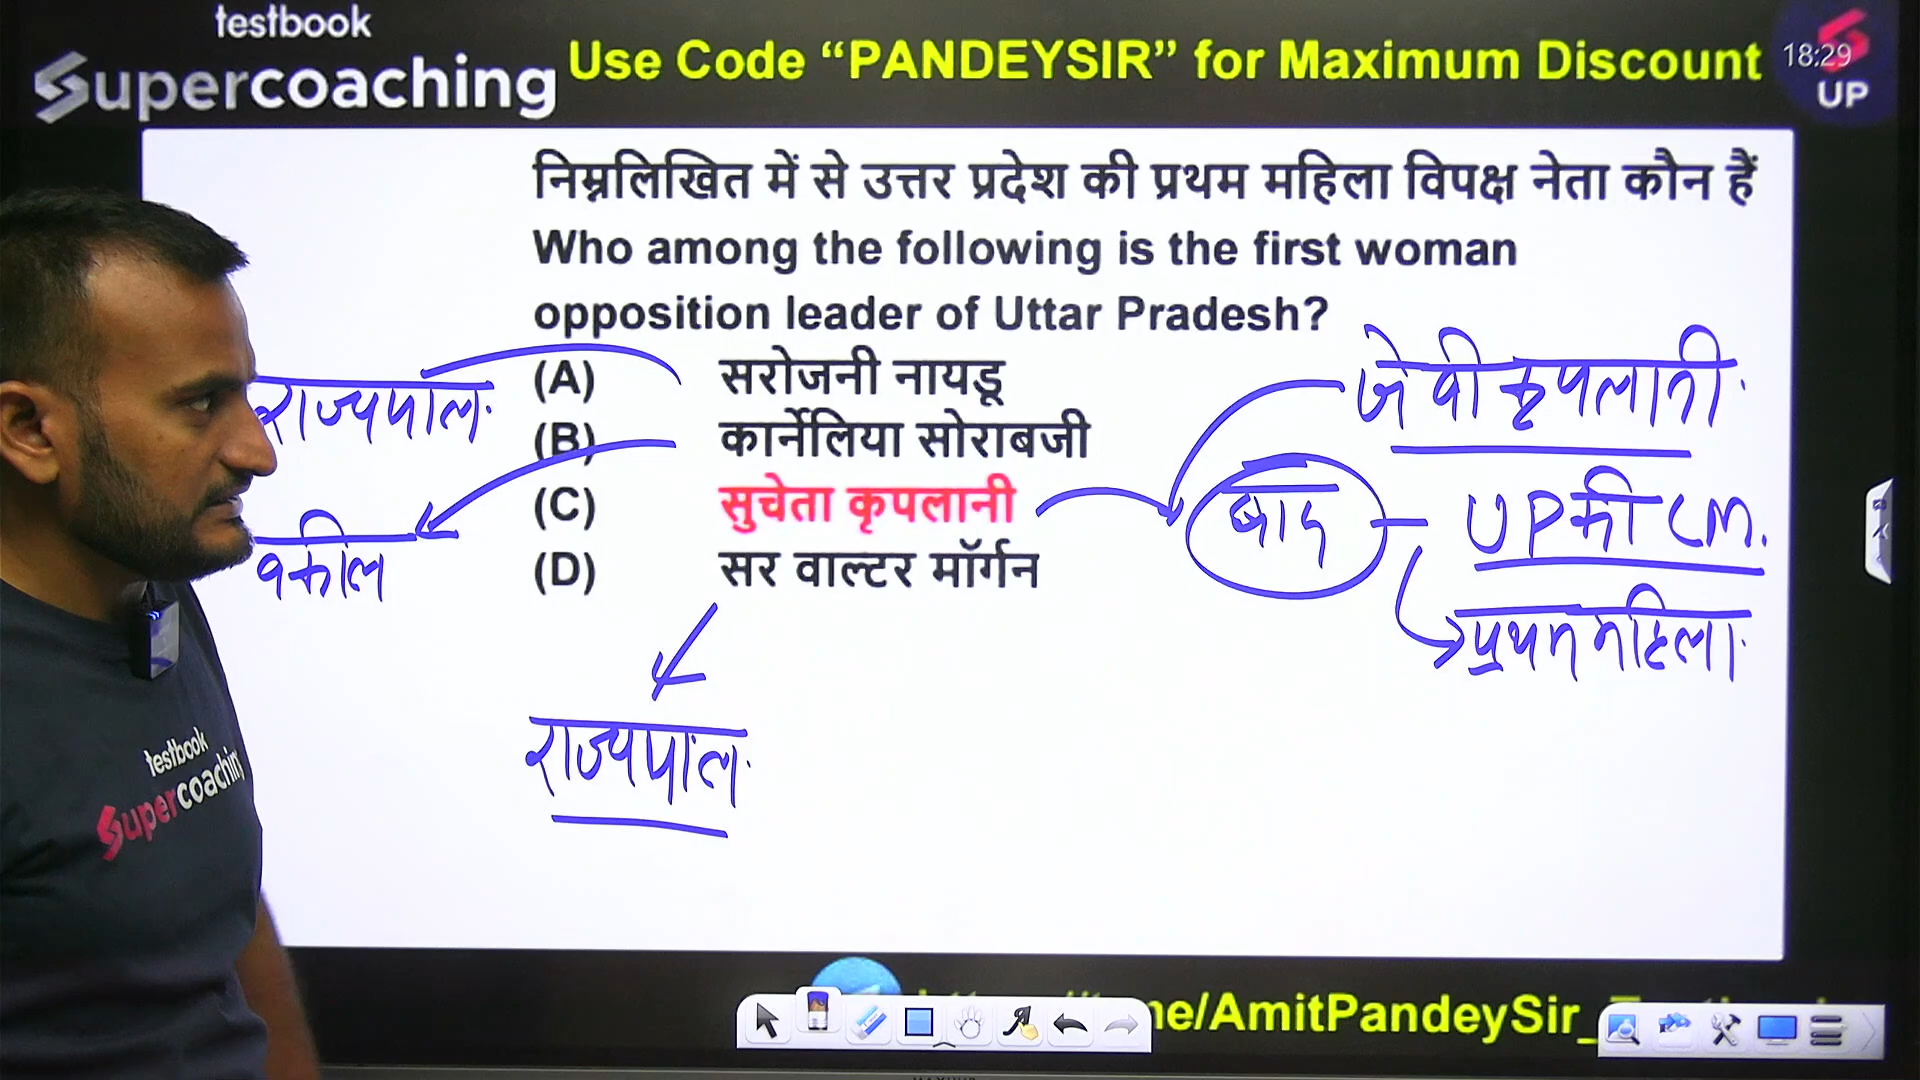 testbook
Supercoaching
Use Code “PANDEYSIR” for Maximum Discount
18:29
UP
निम्नलिखित में से उत्तर प्रदेश की प्रथम महिला विपक्ष नेता कौन हैं
Who among the following is the first woman
opposition leader of Uttar Pradesh?
(A) सरोजनी नायडू
(B) कार्नेलिया सोराबजी
(C) सुचेता कृपलानी
(D) सर वाल्टर मॉर्गन
राज्यपाल
वकील
राज्यपाल
जे पी कृपलानी
बाद
UP की CM.
प्रथम महिला
testbook
Supercoaching
me/AmitPandeySir_